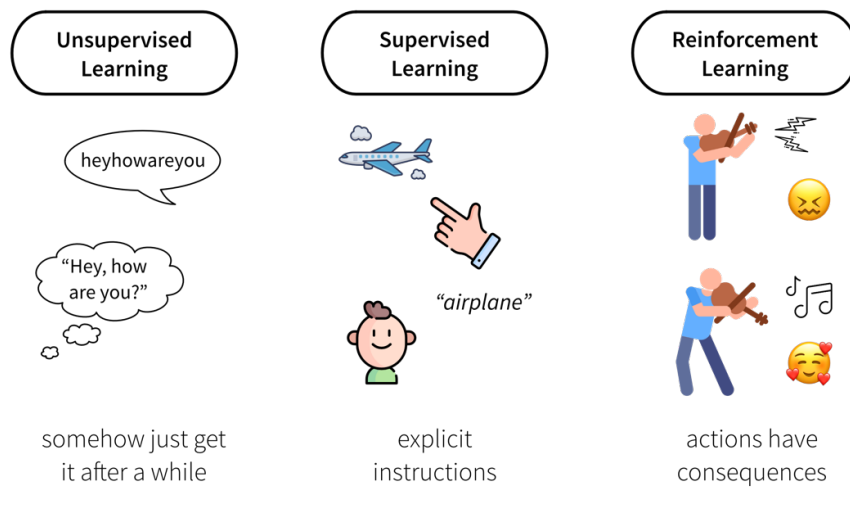 Unsupervised
Learning
heyhowareyou
“Hey, how
are you?”
somehow just get
it after a while
Supervised
Learning
“airplane”
explicit
instructions
Reinforcement
Learning
actions have
consequences